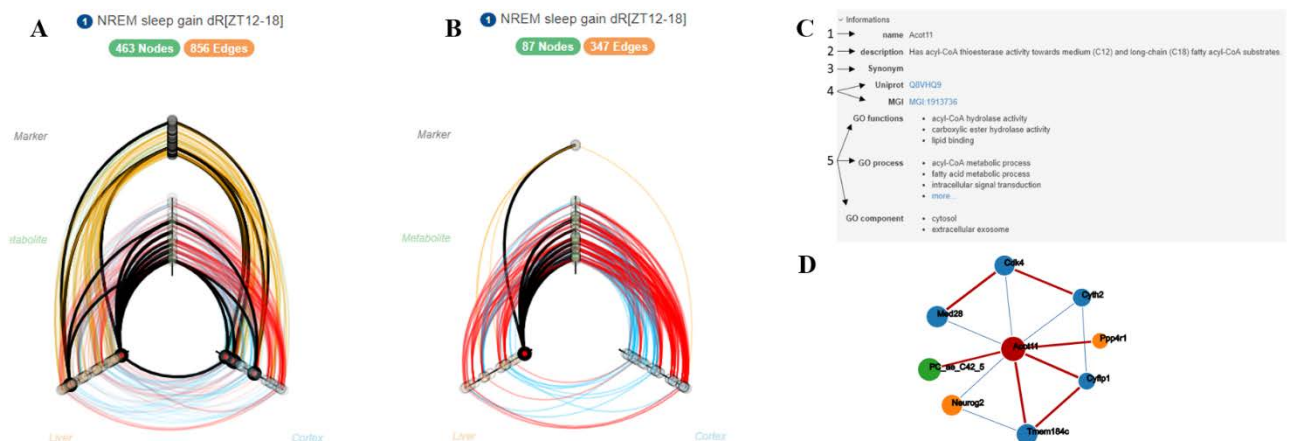 A
1 NREM sleep gain dR[ZT12-18]
463 Nodes 856 Edges
Marker
tabolite
Liver
Cortex
B
1 NREM sleep gain dR[ZT12-18]
87 Nodes 347 Edges
Marker
Metabolite
Liver
Cortex
C
Informations
1 name Acot11
2 description Has acyl-CoA thioesterase activity towards medium (C12) and long-chain (C18) fatty acyl-CoA substrates.
3 Synonym
4 Uniprot Q8VHQ9
MGI MGI:1913736
GO functions • acyl-CoA hydrolase activity
• carboxylic ester hydrolase activity
• lipid binding
5 GO process • acyl-CoA metabolic process
• fatty acid metabolic process
• intracellular signal transduction
• more...
GO component • cytosol
• extracellular exosome
D
Cdk4
Cyth2
Med28
Ppp4r1
Acot11
PC_ae_C42_5
Cyfip1
Neurog2
Tmem184c